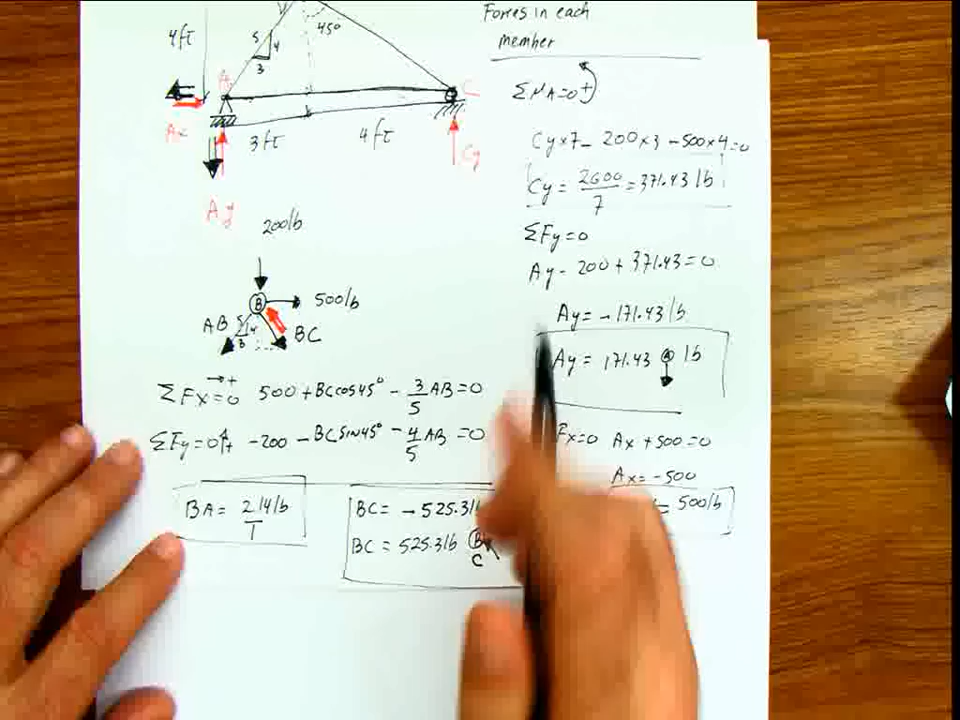 4ft
5
4
3
45°
A
C
Ax
3ft
4ft
Cy
Ay
200lb
B
500lb
AB
5
4
3
BC
ΣFx=0 →+ 500 + BCcos45° - 3/5 AB = 0
ΣFy=0 ↑+ -200 - BCsin45° - 4/5 AB = 0
BA = 214lb
T
BC = -525.3l
BC = 525.3lb B
C
Forces in each
member
ΣMA=0 +
Cy×7 - 200×3 - 500×4=0
Cy = 2600/7 = 371.43 lb
ΣFy=0
Ay - 200 + 371.43 = 0
Ay = -171.43 lb
Ay = 171.43 A lb
Fx=0 Ax + 500 = 0
Ax = -500
= 500lb